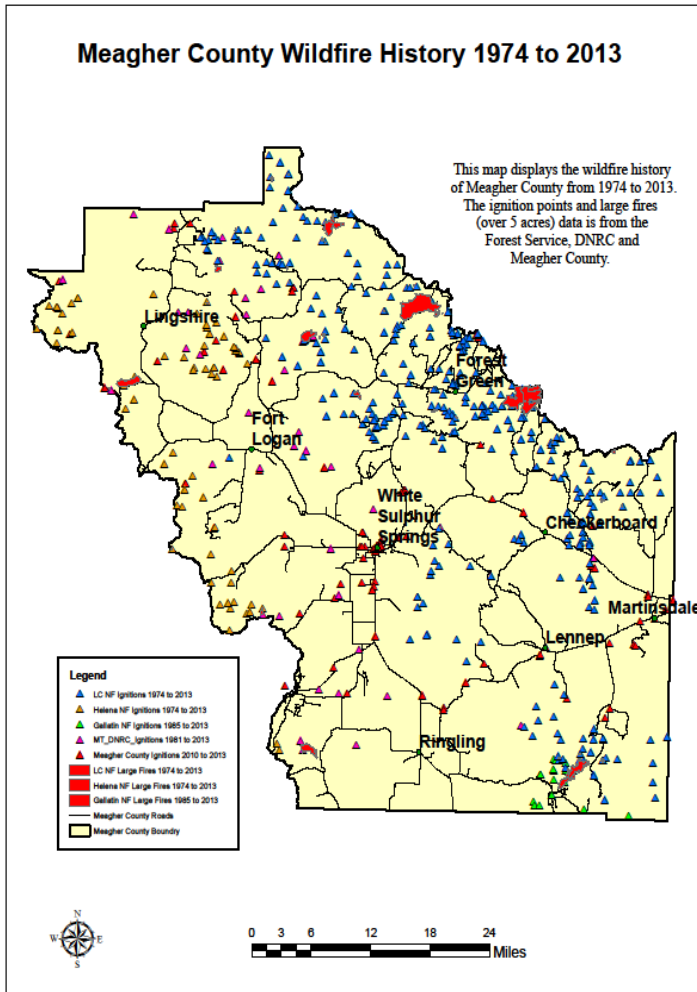 Meagher County Wildfire History 1974 to 2013
This map displays the wildfire history
of Meagher County from 1974 to 2013.
The ignition points and large fires
(over 5 acres) data is from the
Forest Service, DNRC and
Meagher County.
Lingshire
Forest
Green
Fort
Logan
White
Sulphur
Springs
Checkerboard
Martinsdale
Lennep
Ringling
Legend
LC NF Ignitions 1974 to 2013
Helena NF Ignitions 1974 to 2013
Gallatin NF Ignitions 1985 to 2013
MT_DNRC_Ignitions 1981 to 2013
Meagher County Ignitions 2010 to 2013
LC NF Large Fires 1974 to 2013
Helena NF Large Fires 1974 to 2013
Gallatin NF Large Fires 1985 to 2013
Meagher County Roads
Meagher County Boundry
N
W E
S
0 3 6 12 18 24
Miles